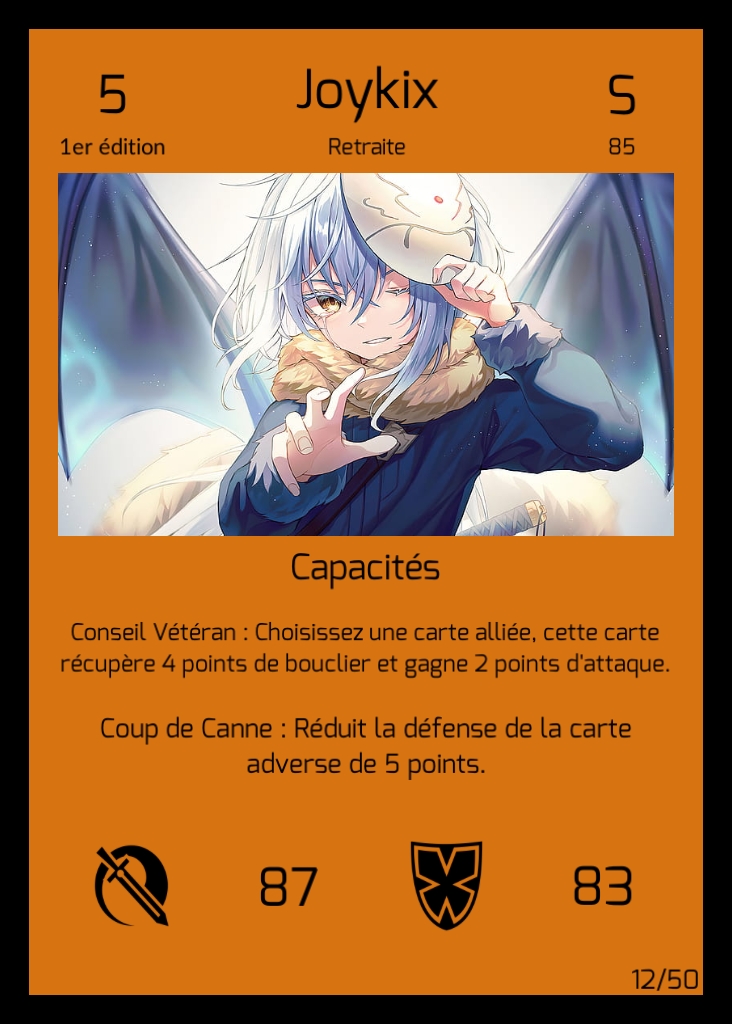 5 Joykix S
1er édition Retraite 85
Capacités
Conseil Vétéran : Choisissez une carte alliée, cette carte
récupère 4 points de bouclier et gagne 2 points d'attaque.
Coup de Canne : Réduit la défense de la carte
adverse de 5 points.
87 83
12/50